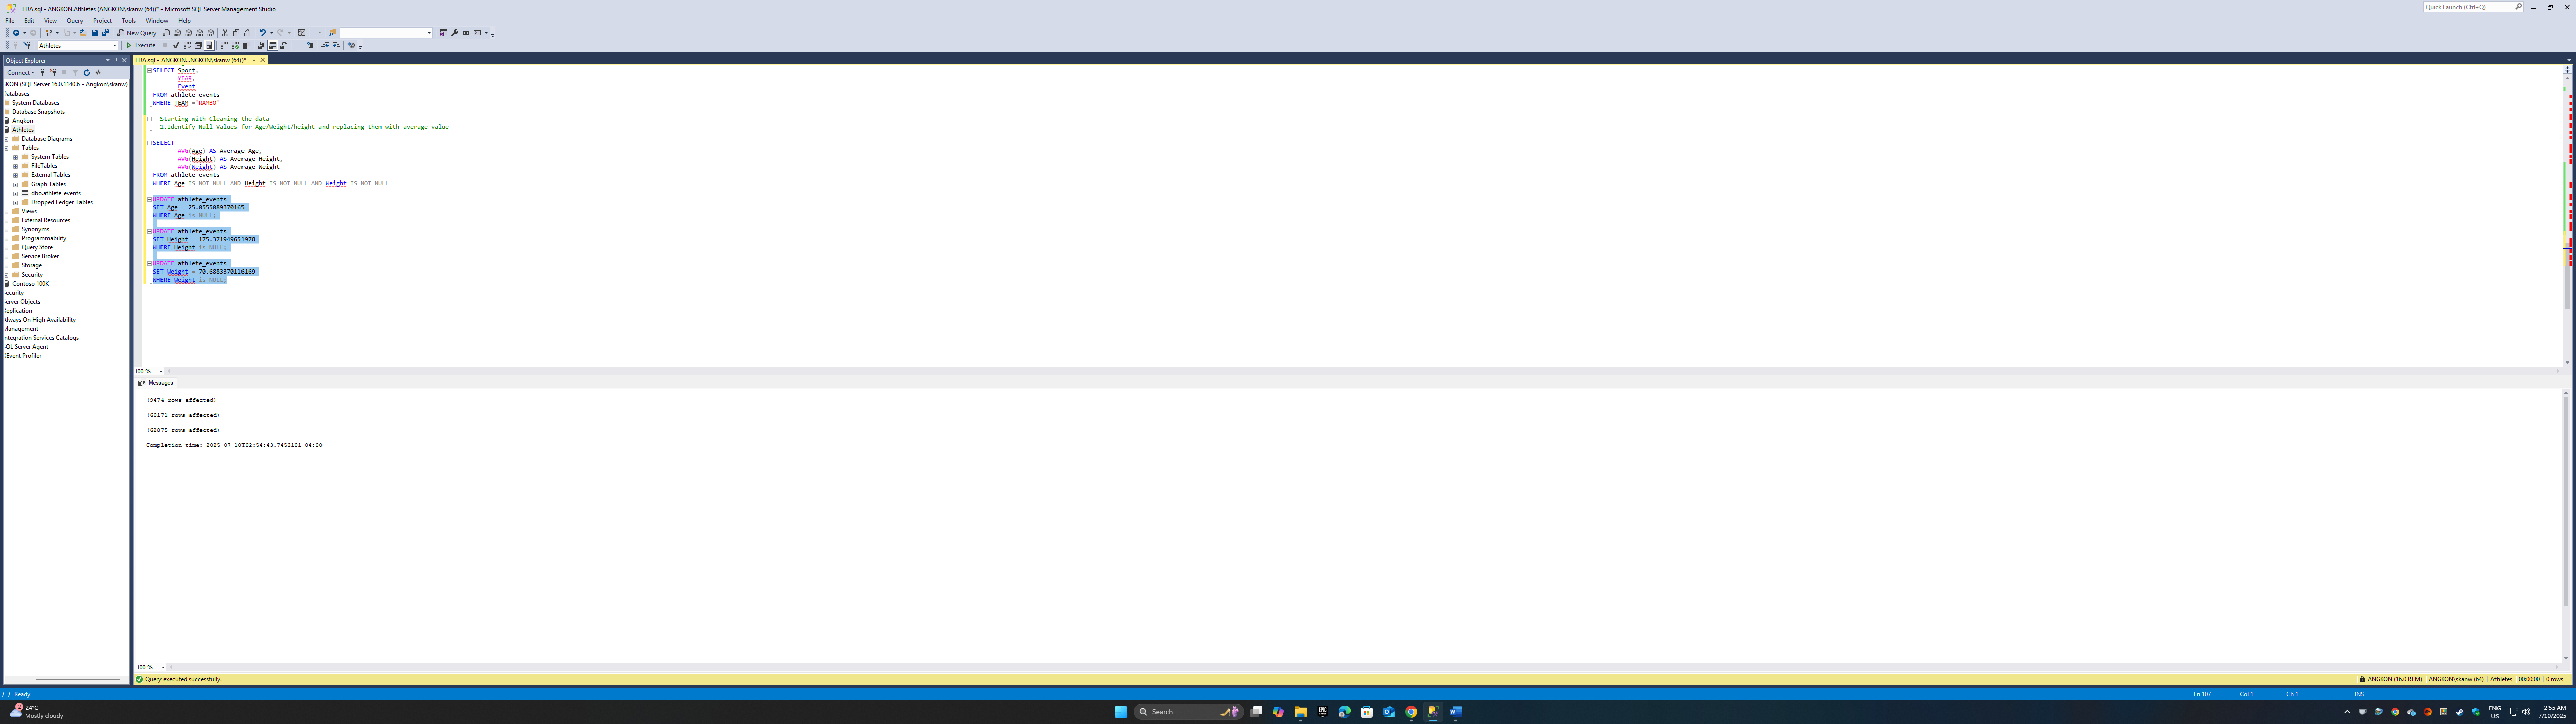 EDA.sql - ANGKON.Athletes (ANGKON\skanw (64))* - Microsoft SQL Server Management Studio
Quick Launch (Ctrl+Q)
File Edit View Query Project Tools Window Help
New Query
Athletes
Execute
Object Explorer
Connect
KON (SQL Server 16.0.1140.6 - Angkon\skanw)
Databases
System Databases
Database Snapshots
Angkon
Athletes
Database Diagrams
Tables
System Tables
FileTables
External Tables
Graph Tables
dbo.athlete_events
Dropped Ledger Tables
Views
External Resources
Synonyms
Programmability
Query Store
Service Broker
Storage
Security
Contoso 100K
Security
Server Objects
Replication
Always On High Availability
Management
Integration Services Catalogs
SQL Server Agent
XEvent Profiler
EDA.sql - ANGKON...NGKON\skanw (64))*
SELECT Sport,
YEAR,
Event
FROM athlete_events
WHERE TEAM ='RAMBO'
--Starting with Cleaning the data
--1.Identify Null Values for Age/Weight/height and replacing them with average value
SELECT
AVG(Age) AS Average_Age,
AVG(Height) AS Average_Height,
AVG(Weight) AS Average_Weight
FROM athlete_events
WHERE Age IS NOT NULL AND Height IS NOT NULL AND Weight IS NOT NULL
UPDATE athlete_events
SET Age = 25.0555089370165
WHERE Age is NULL;
UPDATE athlete_events
SET Height = 175.371949651978
WHERE Height is NULL;
UPDATE athlete_events
SET Weight = 70.6883370116169
WHERE Weight is NULL;
100 %
Messages
(9474 rows affected)
(60171 rows affected)
(62875 rows affected)
Completion time: 2025-07-10T02:54:43.7453101-04:00
100 %
Query executed successfully.
ANGKON (16.0 RTM) ANGKON\skanw (64) Athletes 00:00:00 0 rows
Ready
Ln 107 Col 1 Ch 1 INS
24°C
Mostly cloudy
Search
ENG
US
2:55 AM
7/10/2025